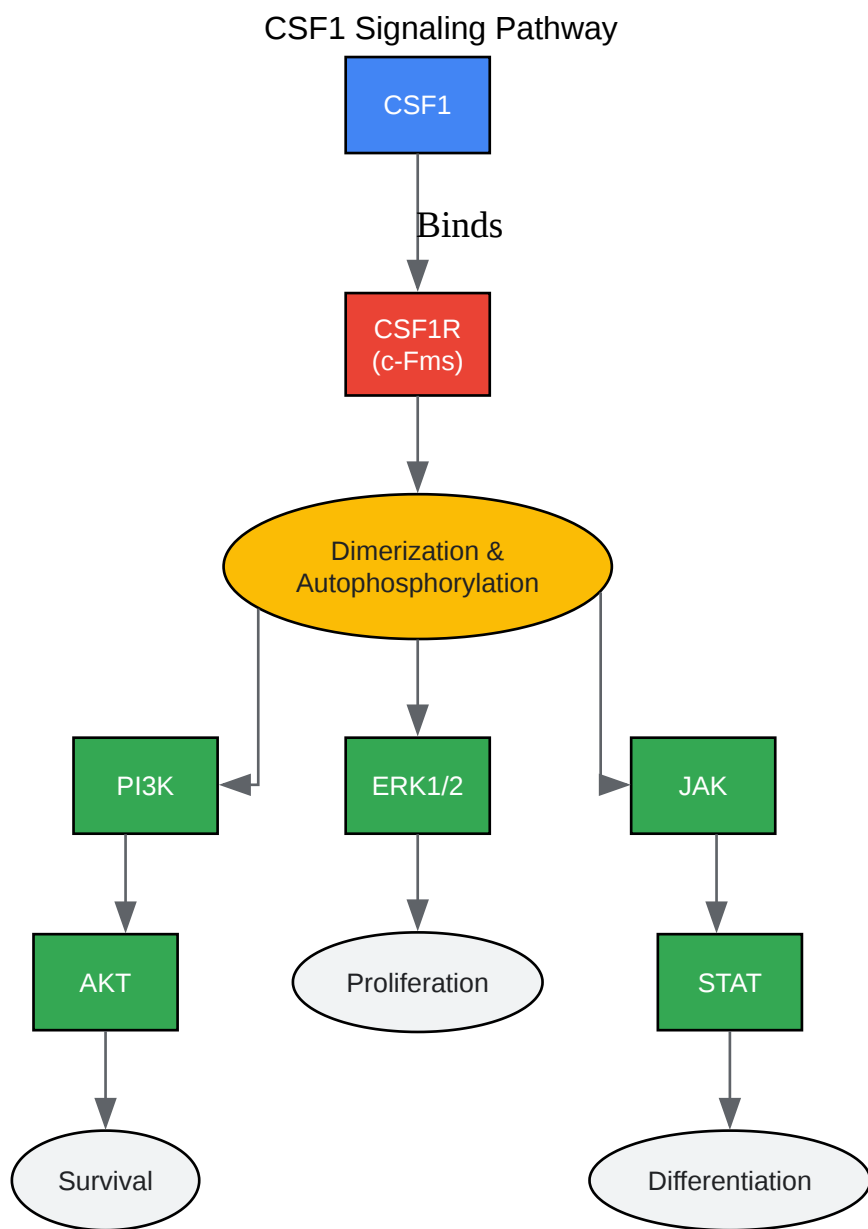 CSF1 Signaling Pathway
CSF1
Binds
CSF1R
(c-Fms)
Dimerization &
Autophosphorylation
PI3K
ERK1/2
JAK
AKT
Proliferation
STAT
Survival
Differentiation